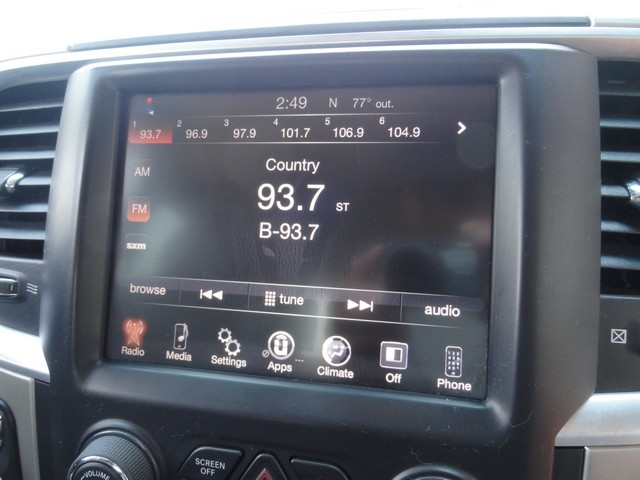 2:49 N 77° out.
1 2 3 4 5 6
93.7 96.9 97.9 101.7 106.9 104.9
AM
Country
FM
93.7 ST
sxm
B-93.7
browse tune audio
Radio Media Settings Apps ... Climate Off Phone
VOLUME
SCREEN
OFF